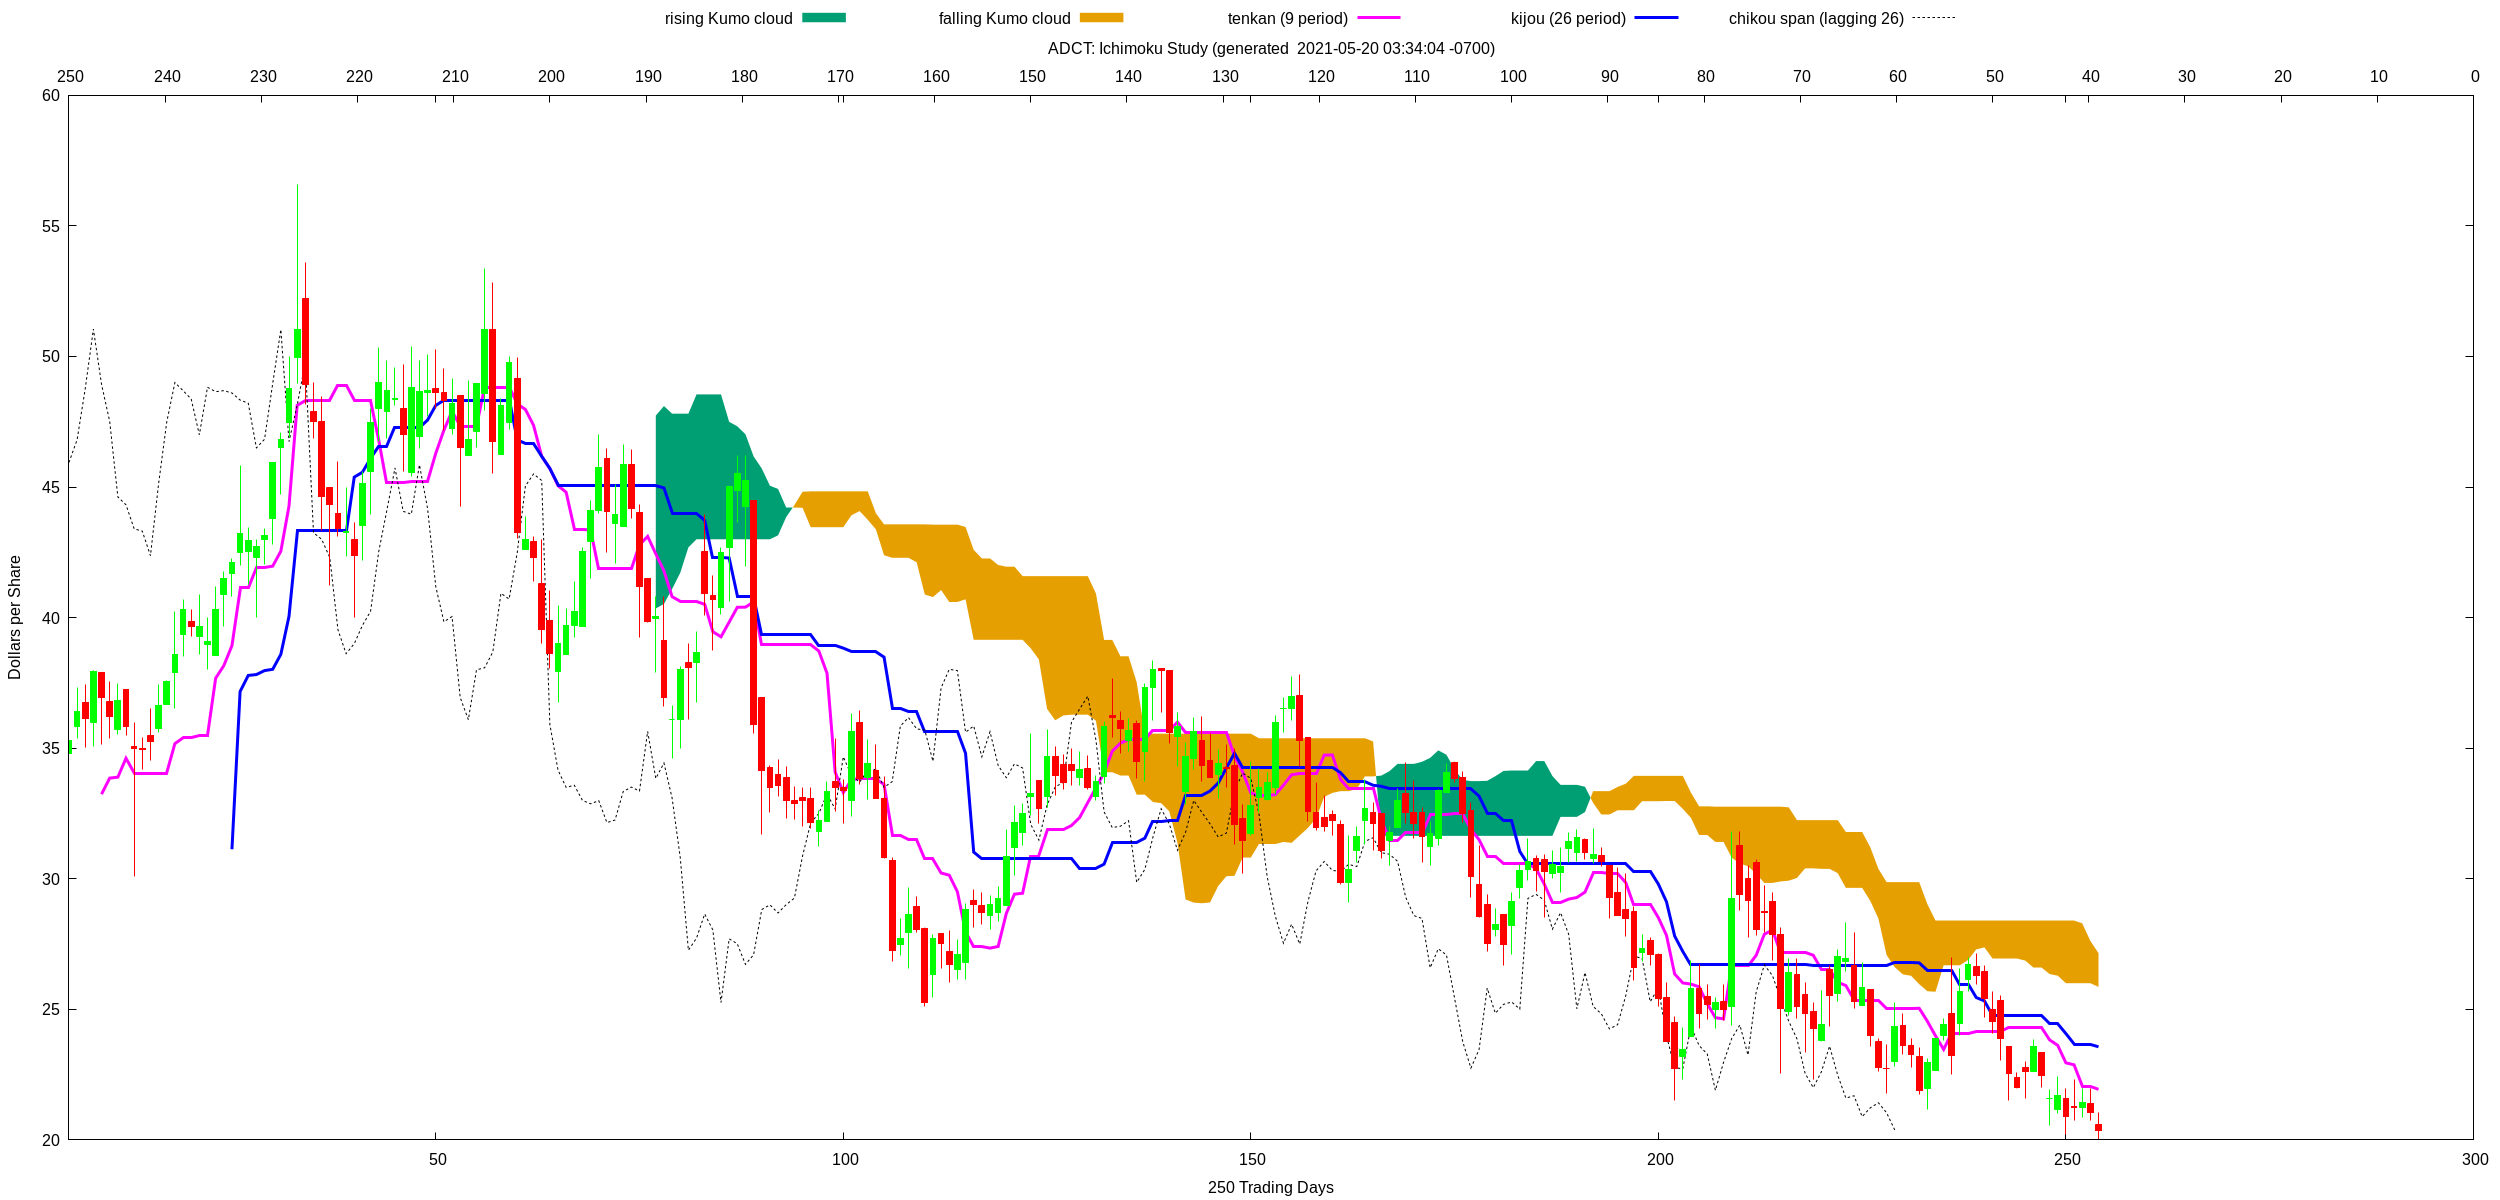 rising Kumo cloud falling Kumo cloud tenkan (9 period) kijou (26 period) chikou span (lagging 26)
ADCT: Ichimoku Study (generated  2021-05-20 03:34:04 -0700)
250 240 230 220 210 200 190 180 170 160 150 140 130 120 110 100 90 80 70 60 50 40 30 20 10 0
60
55
50
45
40
35
30
25
20
Dollars per Share
50 100 150 200 250 300
250 Trading Days